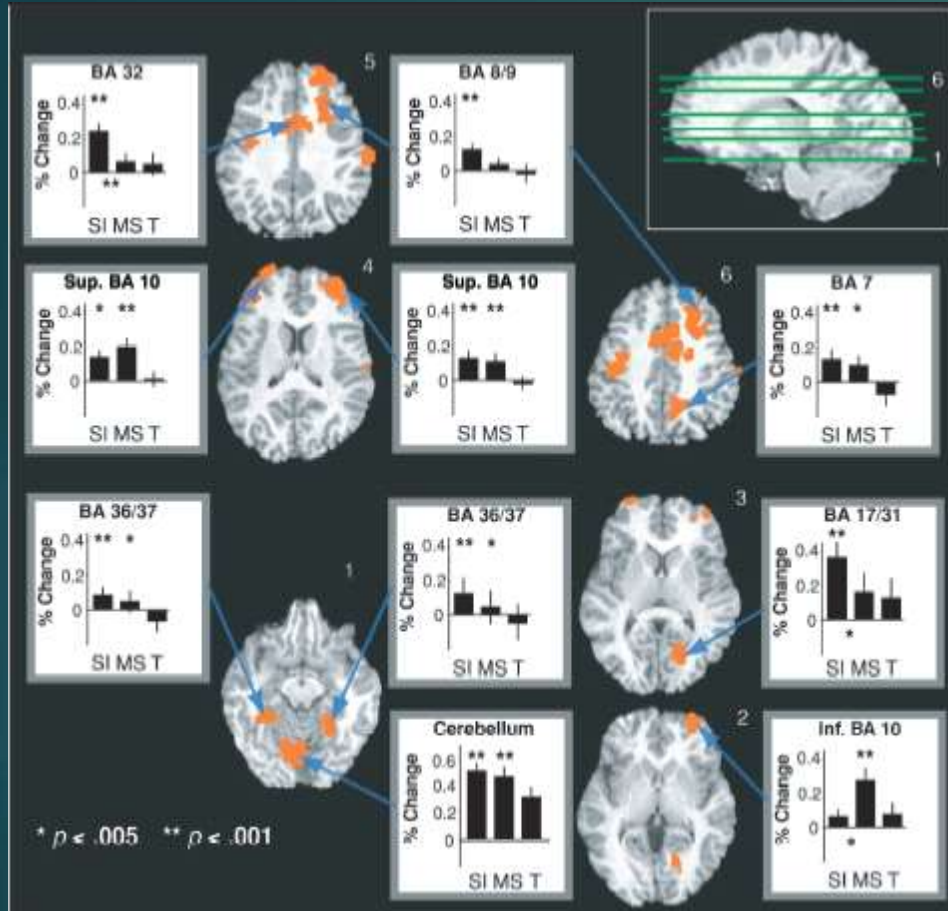 BA 32
0.4
**
0.2
0
**
% Change
SI MS T
5
BA 8/9
0.4
**
0.2
0
% Change
SI MS T
6
1
Sup. BA 10
0.4
* **
0.2
0
% Change
SI MS T
4
Sup. BA 10
0.4
** **
0.2
0
% Change
SI MS T
6
BA 7
0.4
** *
0.2
0
% Change
SI MS T
BA 36/37
0.4
** *
0.2
0
% Change
SI MS T
1
BA 36/37
0.4
** *
0.2
0
% Change
SI MS T
3
BA 17/31
0.4
**
0.2
0
*
% Change
SI MS T
Cerebellum
0.6
** **
0.4
0.2
0
% Change
SI MS T
2
Inf. BA 10
0.4
**
0.2
0
*
% Change
SI MS T
* p < .005 ** p < .001